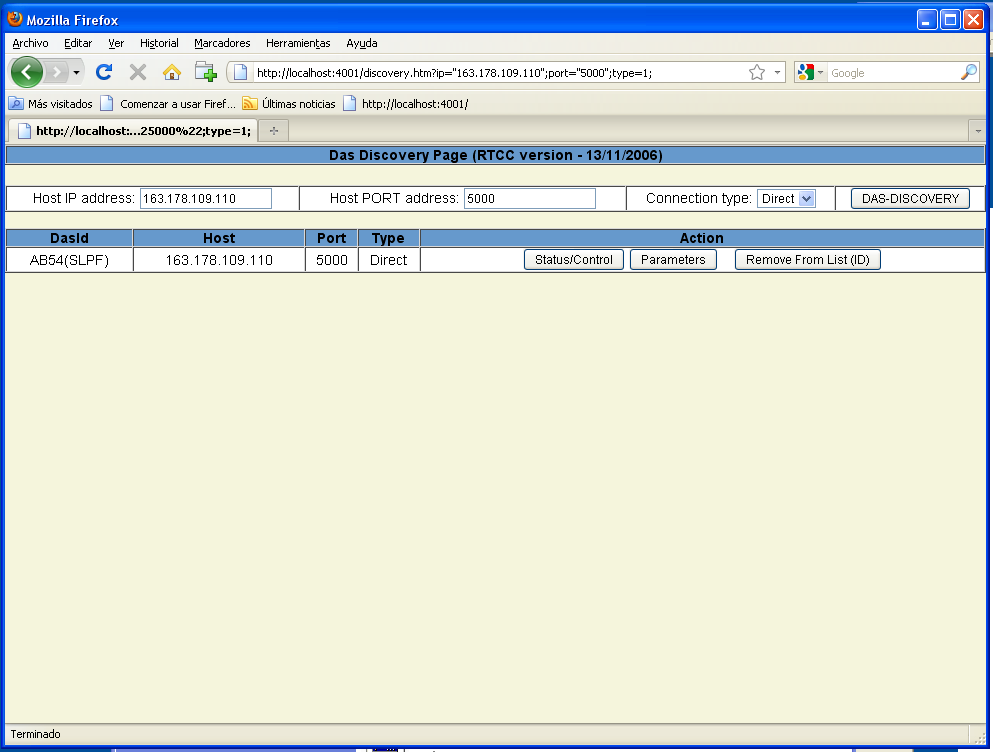 Mozilla Firefox
Archivo Editar Ver Historial Marcadores Herramientas Ayuda
http://localhost:4001/discovery.htm?ip="163.178.109.110";port="5000";type=1; Google
Más visitados Comenzar a usar Firef... Últimas noticias http://localhost:4001/
http://localhost:...25000%22;type=1;
Das Discovery Page (RTCC version - 13/11/2006)
Host IP address: 163.178.109.110 Host PORT address: 5000 Connection type: Direct DAS-DISCOVERY
DasId Host Port Type Action
AB54(SLPF) 163.178.109.110 5000 Direct Status/Control Parameters Remove From List (ID)
Terminado